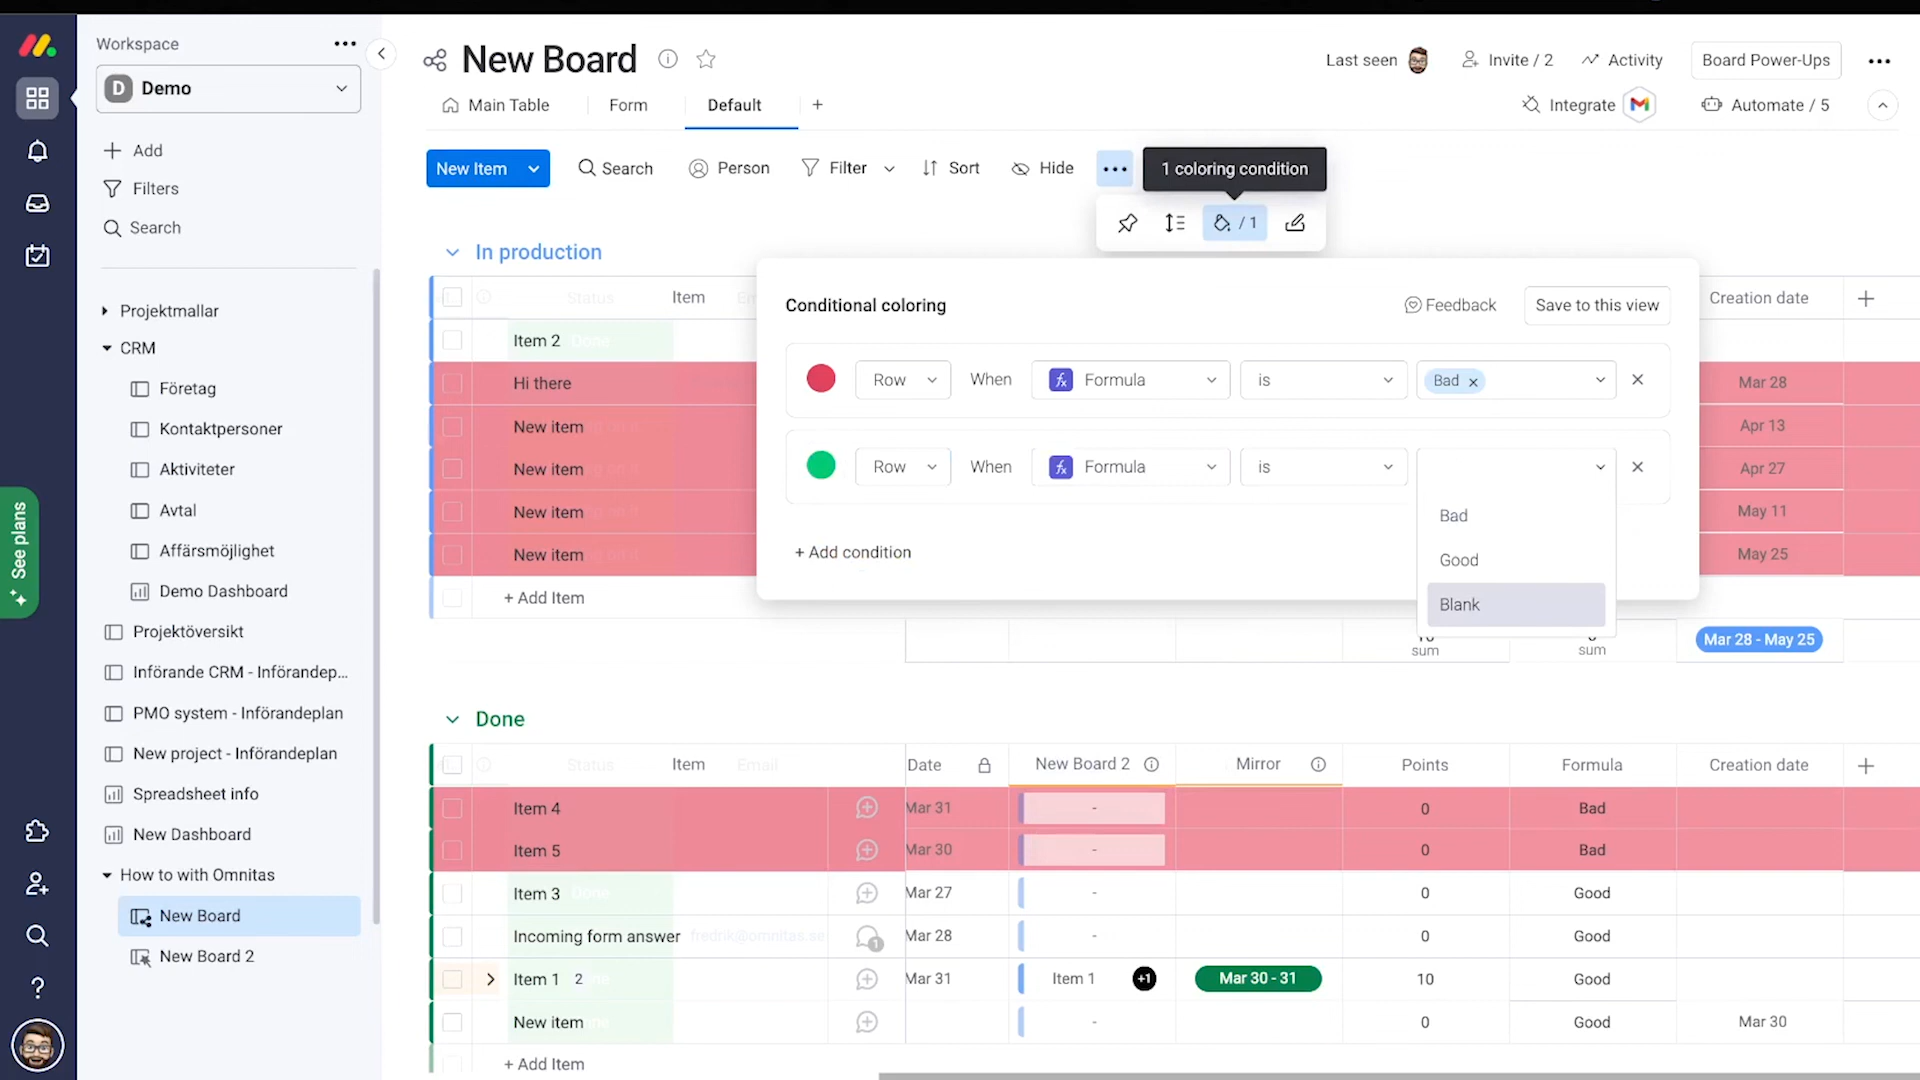 Workspace
D Demo
Add
Filters
Search
Projektmallar
CRM
Företag
Kontaktpersoner
Aktiviteter
Avtal
Affärsmöjlighet
Demo Dashboard
Projektöversikt
Införande CRM - Införandep...
PMO system - Införandeplan
New project - Införandeplan
Spreadsheet info
New Dashboard
How to with Omnitas
New Board
New Board 2
See plans
New Board
Last seen
Invite / 2
Activity
Board Power-Ups
Main Table
Form
Default
Integrate
Automate / 5
New Item
Search
Person
Filter
Sort
Hide
1 coloring condition
/ 1
In production
Status Item Creation date
Item 2 Done
Hi there Mar 28
New item Apr 13
New item Apr 27
New item May 11
New item May 25
+ Add Item
Conditional coloring
Feedback
Save to this view
Row When Formula is Bad
Row When Formula is
Bad
Good
Blank
+ Add condition
sum sum Mar 28 - May 25
Done
Status Item Email Date New Board 2 Mirror Points Formula Creation date
Item 4 Mar 31 - 0 Bad
Item 5 Mar 30 - 0 Bad
Item 3 Done Mar 27 - 0 Good
Incoming form answer fredrik@omnitas.se 1 Mar 28 - 0 Good
Item 1 2 Mar 31 Item 1 +1 Mar 30 - 31 10 Good
New item - 0 Good Mar 30
+ Add Item